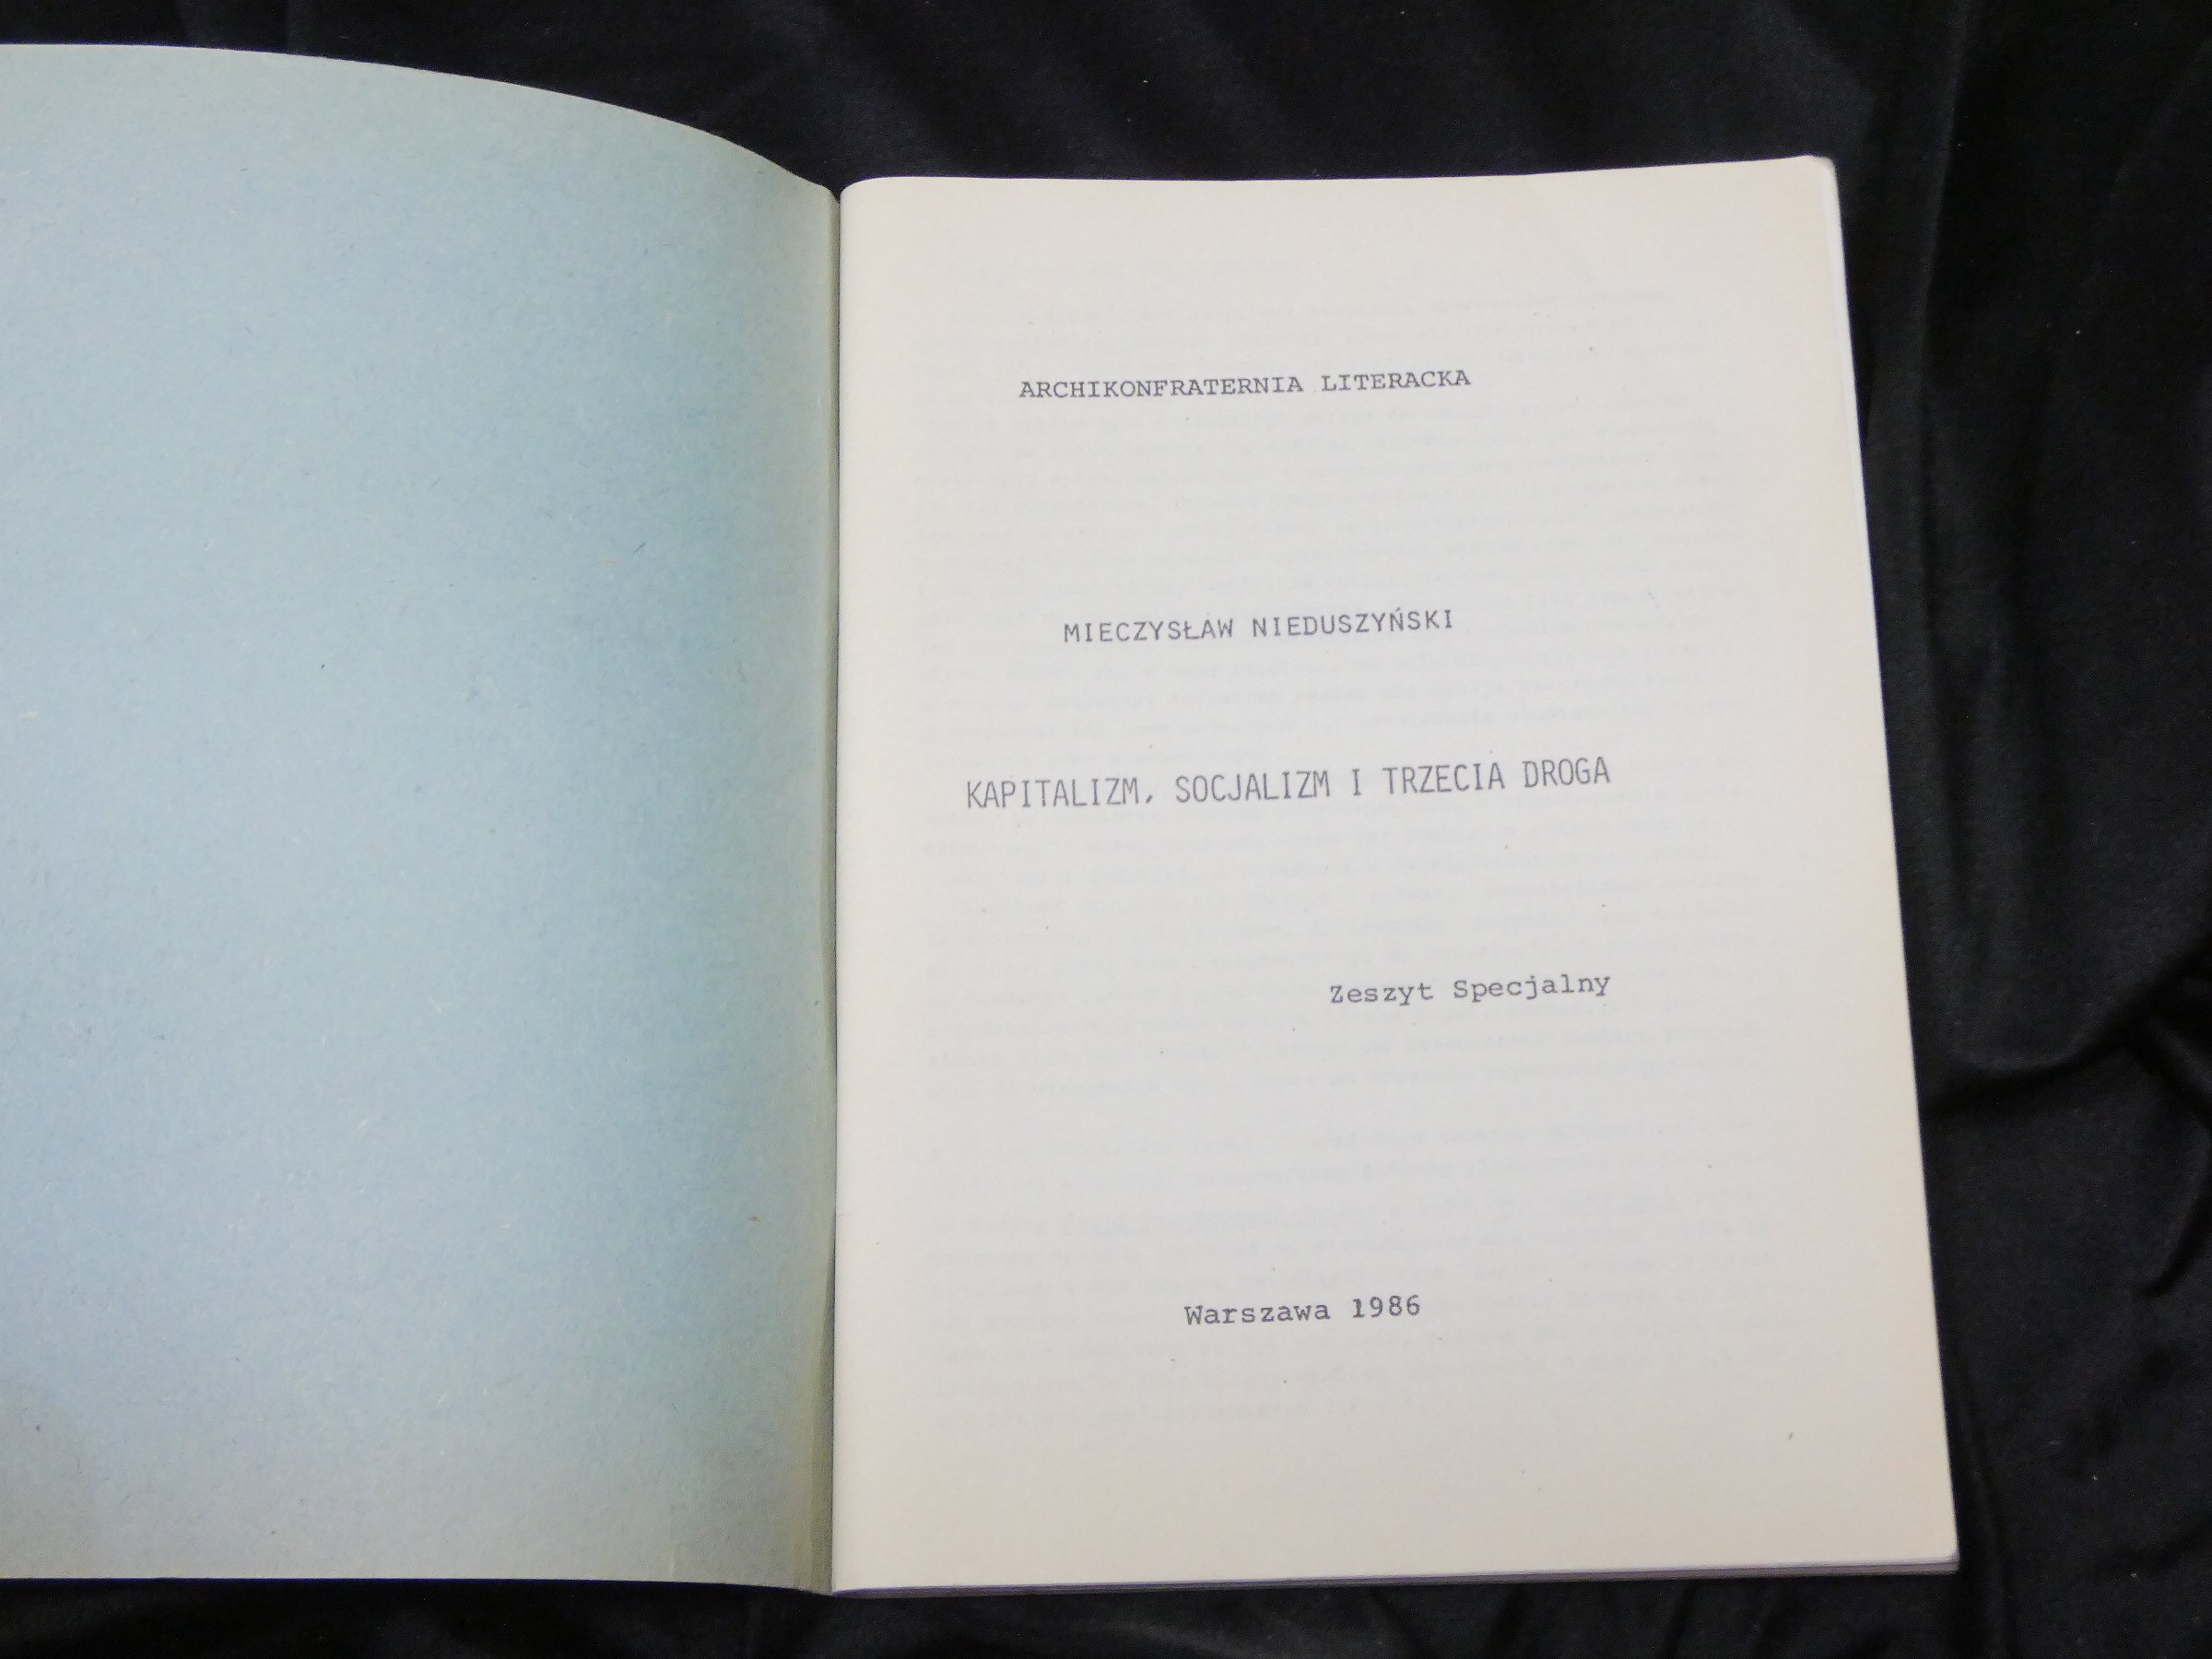 ARCHIKONFRATERNIA LITERACKA
MIECZYSŁAW NIEDUSZYŃSKI
KAPITALIZM, SOCJALIZM I TRZECIA DROGA
Zeszyt Specjalny
Warszawa 1986